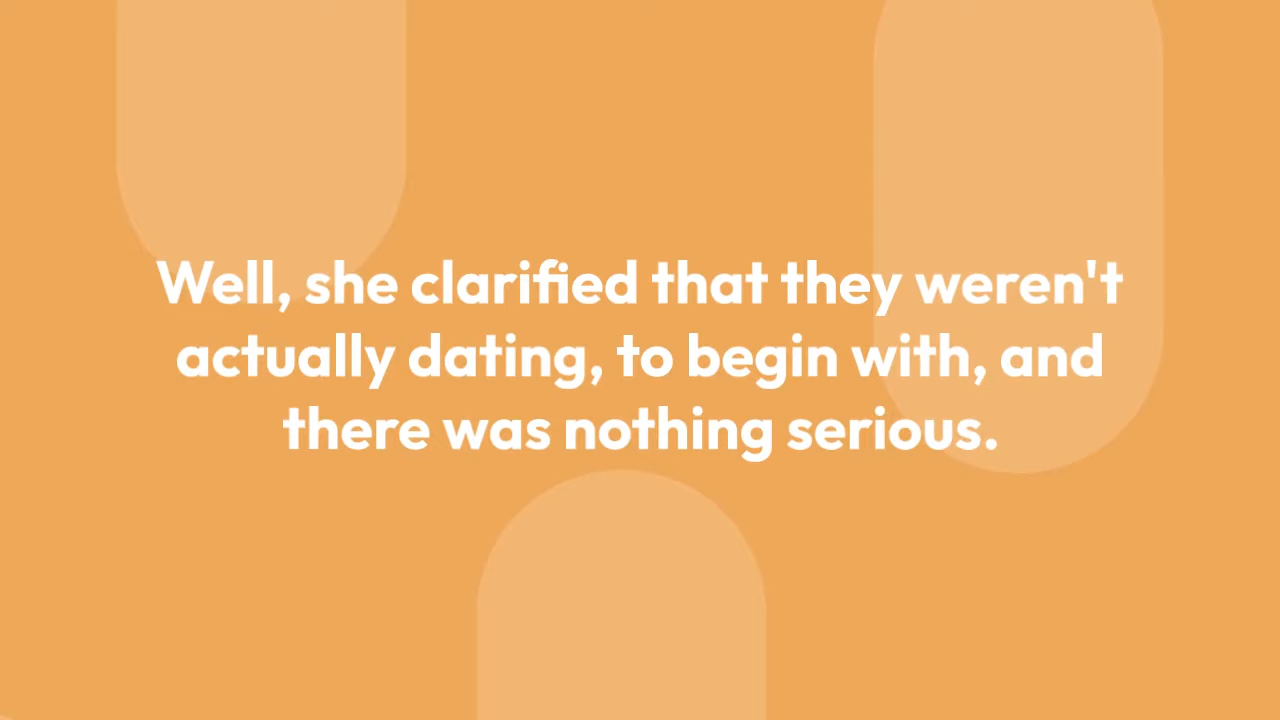 Well, she clarified that they weren't
actually dating, to begin with, and
there was nothing serious.